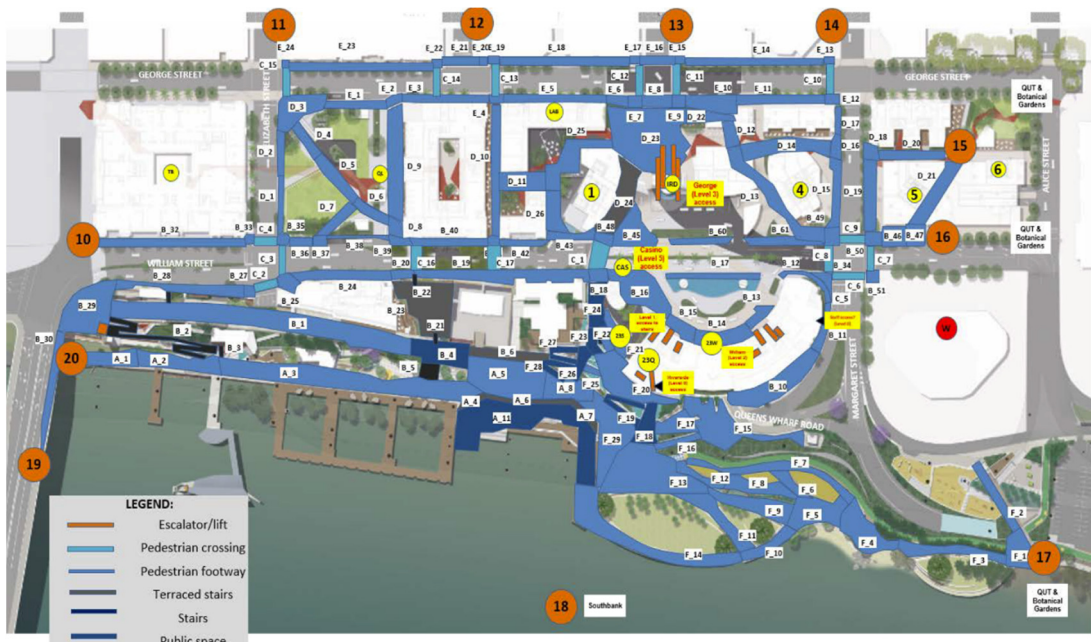 11
12
13
14
E_24
E_23
E_22
E_21
E_20
E_19
E_18
E_17
E_16
E_15
E_14
E_13
C_15
GEORGE STREET
C_14
C_13
C_12
C_11
C_10
GEORGE STREET
QUT &
Botanical
Gardens
E_1
E_2
E_3
E_4
E_5
E_6
E_8
E_10
E_11
E_12
D_3
E_7
E_9
D_22
LAB
D_4
D_25
D_23
D_12
D_17
D_18
D_20
15
D_2
D_5
D_9
D_10
D_14
D_16
TR
QL
D_11
1
IRD
George
(Level 3)
access
4
D_15
D_19
D_21
5
6
ALICE STREET
D_1
D_7
D_26
D_24
D_13
C_4
B_35
D_8
B_40
B_48
B_45
B_49
C_9
10
B_32
B_33
B_36
B_37
B_38
B_39
B_42
B_43
B_60
B_61
B_50
B_46
B_47
16
QUT &
Botanical
Gardens
WILLIAM STREET
C_3
B_20
C_16
B_19
C_17
C_1
Casino
(Level 5)
access
CAS
B_17
B_12
C_8
B_34
C_7
B_28
B_27
C_2
B_24
B_22
B_18
B_16
C_6
C_5
B_51
B_29
B_25
B_23
B_15
B_13
B_30
B_1
B_21
F_24
B_14
B_11
W
B_2
B_3
B_4
B_5
B_6
F_27
F_23
F_22
F_21
23S
23W
23Q
20
A_1
A_2
A_3
A_5
F_28
F_26
A_8
F_25
F_20
B_10
MARGARET STREET
A_4
A_6
A_7
A_11
F_19
F_18
F_17
QUEENS WHARF ROAD
F_15
F_29
F_16
19
F_13
F_12
F_8
F_7
F_6
F_9
F_5
F_2
F_11
F_4
F_10
F_14
F_3
F_1
17
QUT &
Botanical
Gardens
18
Southbank
LEGEND:
Escalator/lift
Pedestrian crossing
Pedestrian footway
Terraced stairs
Stairs
Public space